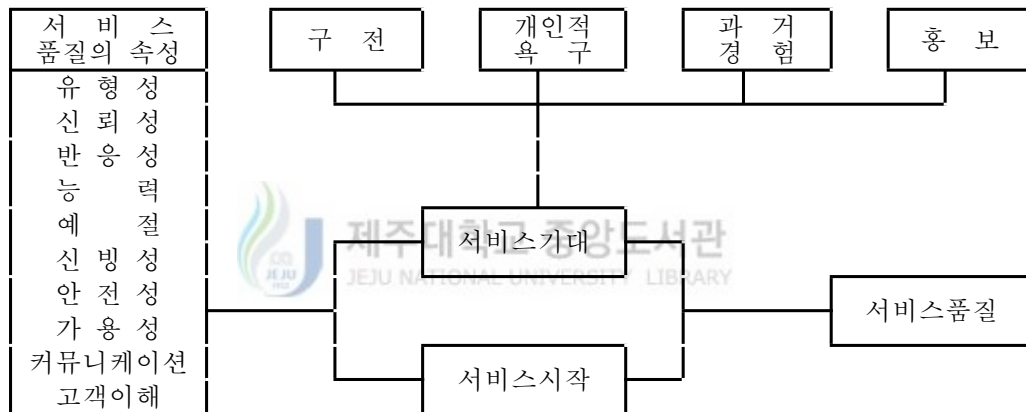 서 비 스
품질의 속성
유 형 성
신 뢰 성
반 응 성
능 력
예 절
신 빙 성
안 전 성
가 용 성
커뮤니케이션
고객이해
구 전
개인적
욕 구
과 거
경 험
홍 보
서비스기대
서비스시작
서비스품질
제주대학교 중앙도서관
JEJU NATIONAL UNIVERSITY LIBRARY
JEJU
1952